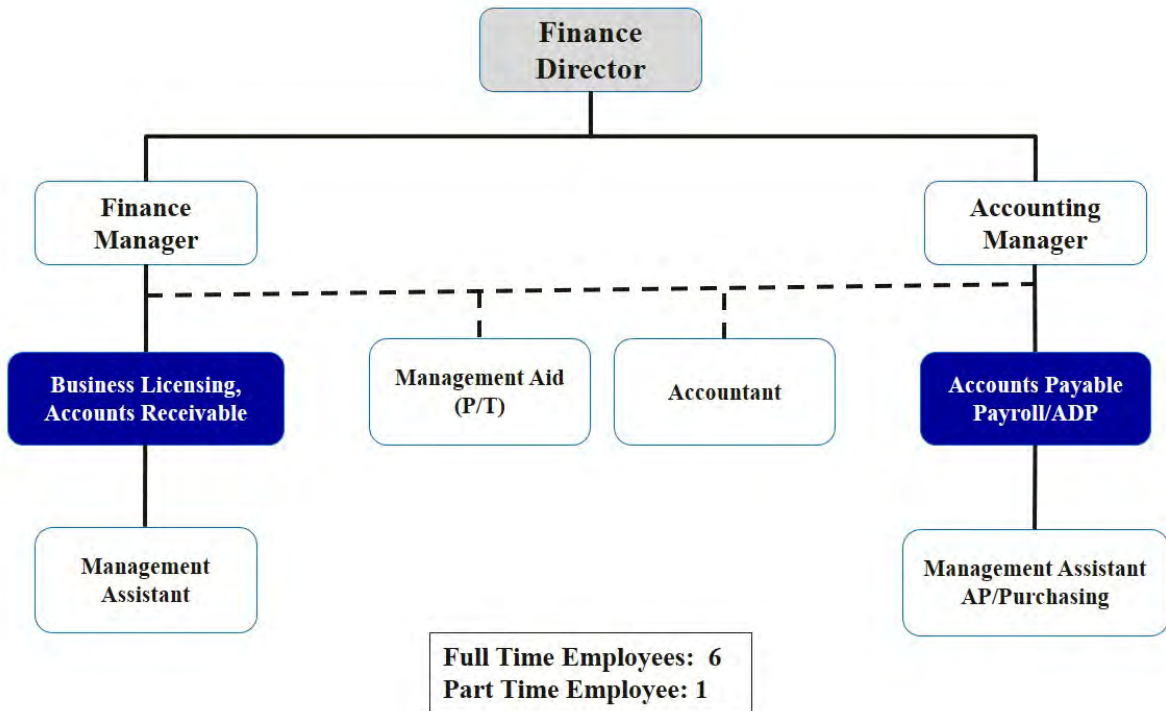 Finance
Director
Finance
Manager
Accounting
Manager
Business Licensing,
Accounts Receivable
Management Aid
(P/T)
Accountant
Accounts Payable
Payroll/ADP
Management
Assistant
Management Assistant
AP/Purchasing
Full Time Employees: 6
Part Time Employee: 1